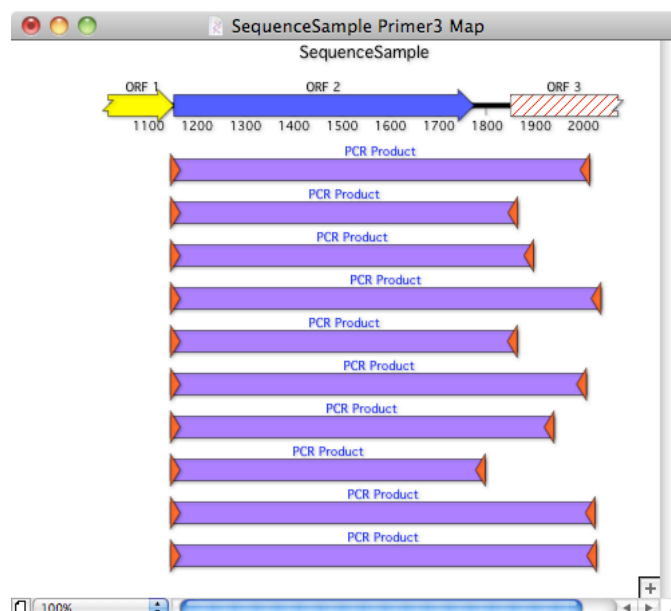 SequenceSample Primer3 Map
SequenceSample
ORF 1 ORF 2 ORF 3
1100 1200 1300 1400 1500 1600 1700 1800 1900 2000
PCR Product
PCR Product
PCR Product
PCR Product
PCR Product
PCR Product
PCR Product
PCR Product
PCR Product
PCR Product
100%